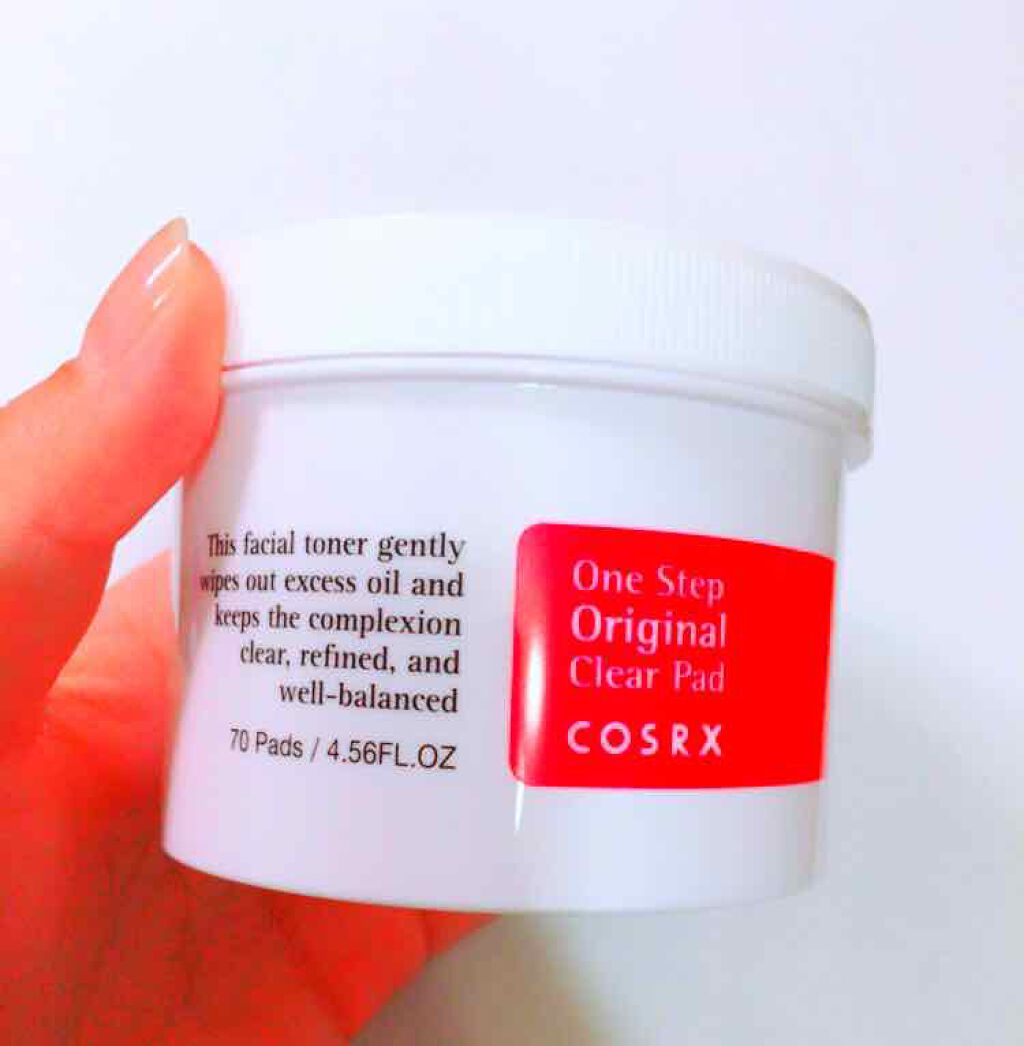 This facial toner gently
wipes out excess oil and
keeps the complexion
clear, refined, and
well-balanced
70 Pads / 4.56FL.OZ
One Step
Original
Clear Pad
COSRX